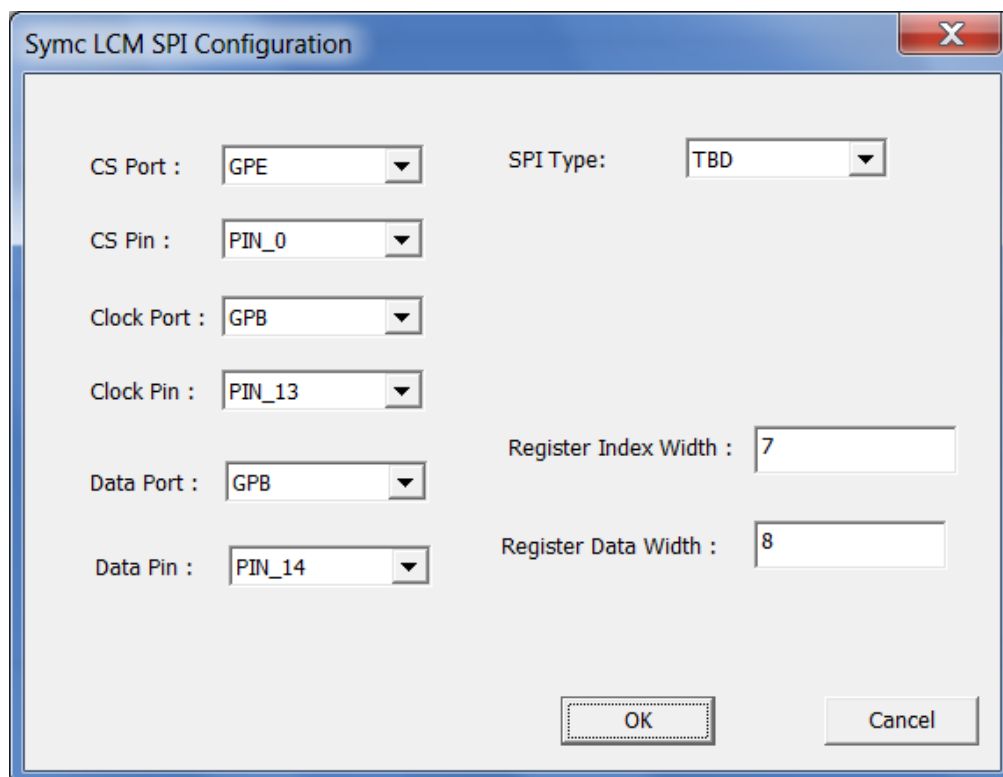 Symc LCM SPI Configuration
CS Port : GPE
SPI Type: TBD
CS Pin : PIN_0
Clock Port : GPB
Clock Pin : PIN_13
Register Index Width : 7
Data Port : GPB
Register Data Width : 8
Data Pin : PIN_14
OK Cancel